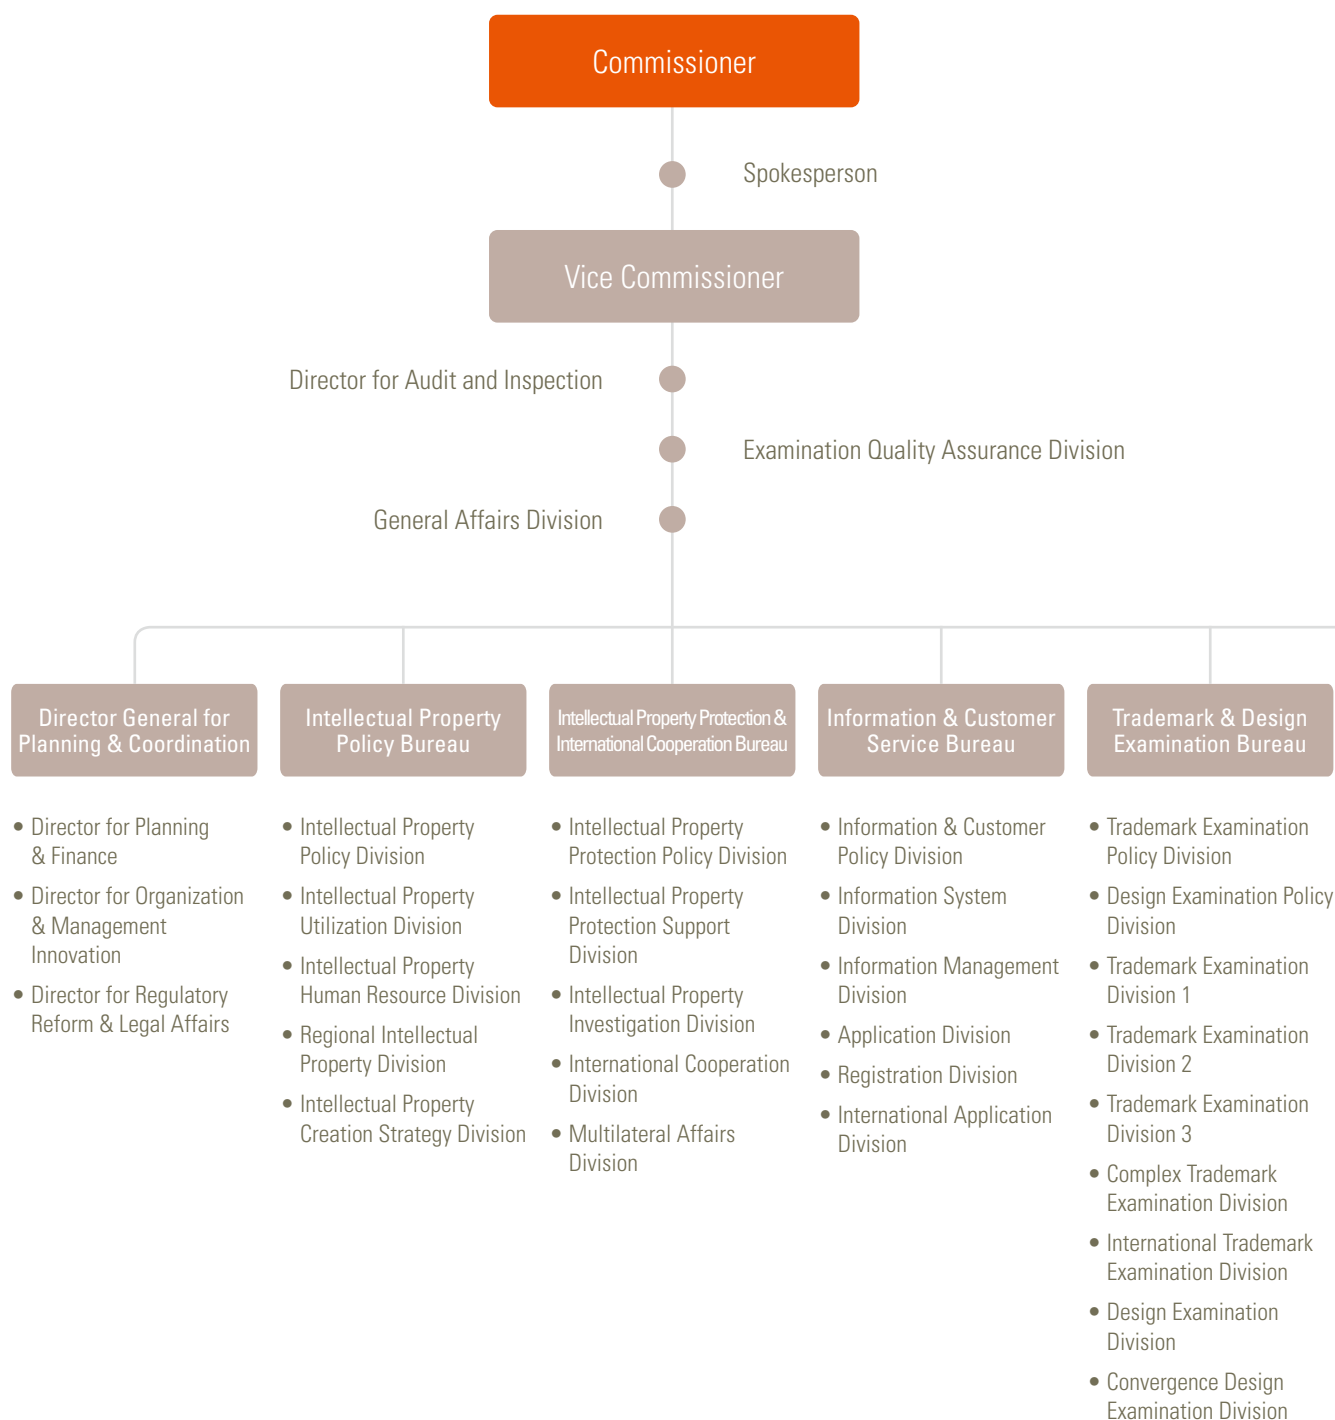 Commissioner
Spokesperson
Vice Commissioner
Director for Audit and Inspection
Examination Quality Assurance Division
General Affairs Division
Director General for
Planning & Coordination
• Director for Planning
& Finance
• Director for Organization
& Management
Innovation
• Director for Regulatory
Reform & Legal Affairs
Intellectual Property
Policy Bureau
• Intellectual Property
Policy Division
• Intellectual Property
Utilization Division
• Intellectual Property
Human Resource Division
• Regional Intellectual
Property Division
• Intellectual Property
Creation Strategy Division
Intellectual Property Protection &
International Cooperation Bureau
• Intellectual Property
Protection Policy Division
• Intellectual Property
Protection Support
Division
• Intellectual Property
Investigation Division
• International Cooperation
Division
• Multilateral Affairs
Division
Information & Customer
Service Bureau
• Information & Customer
Policy Division
• Information System
Division
• Information Management
Division
• Application Division
• Registration Division
• International Application
Division
Trademark & Design
Examination Bureau
• Trademark Examination
Policy Division
• Design Examination Policy
Division
• Trademark Examination
Division 1
• Trademark Examination
Division 2
• Trademark Examination
Division 3
• Complex Trademark
Examination Division
• International Trademark
Examination Division
• Design Examination
Division
• Convergence Design
Examination Division